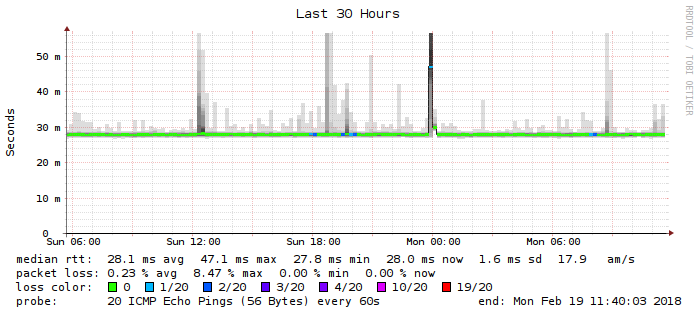 Last 30 Hours
RRDTOOL / TOBI OETIKER
Seconds
50 m
40 m
30 m
20 m
10 m
0
Sun 06:00 Sun 12:00 Sun 18:00 Mon 00:00 Mon 06:00
median rtt: 28.1 ms avg 47.1 ms max 27.8 ms min 28.0 ms now 1.6 ms sd 17.9 am/s
packet loss: 0.23 % avg 8.47 % max 0.00 % min 0.00 % now
loss color: 0 1/20 2/20 3/20 4/20 10/20 19/20
probe: 20 ICMP Echo Pings (56 Bytes) every 60s end: Mon Feb 19 11:40:03 2018